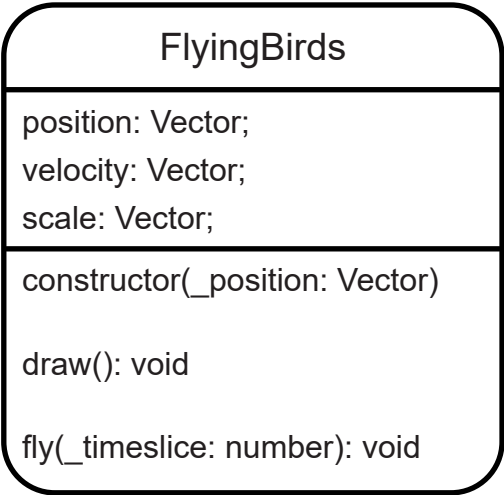 FlyingBirds
position: Vector;
velocity: Vector;
scale: Vector;
constructor(_position: Vector)
draw(): void
fly(_timeslice: number): void